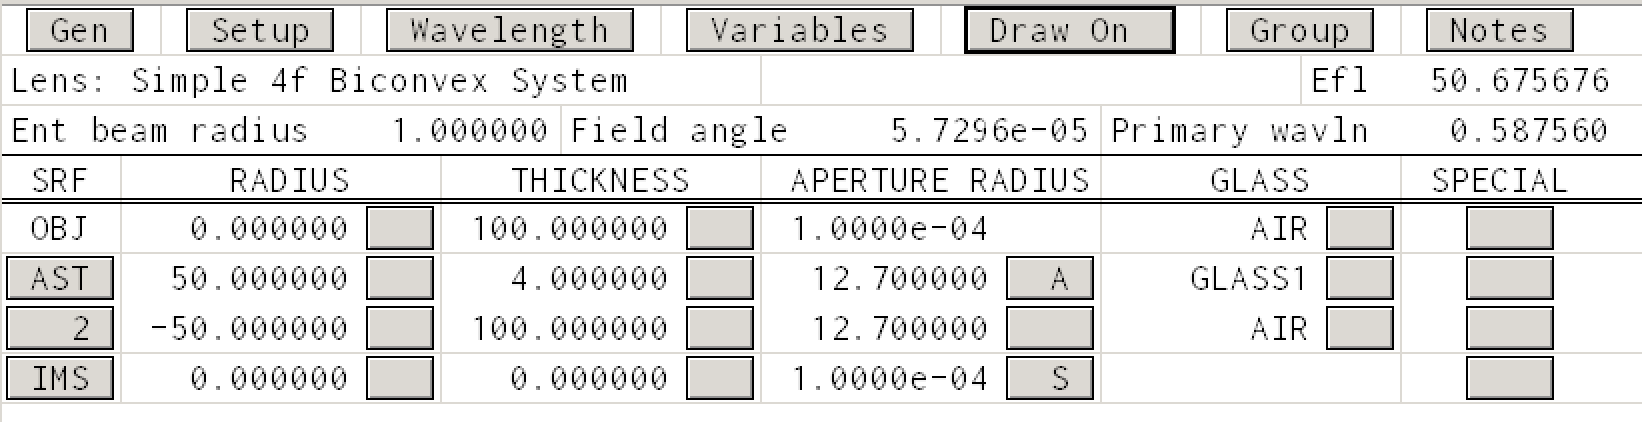 Gen Setup Wavelength Variables Draw On Group Notes
Lens: Simple 4f Biconvex System Efl 50.675676
Ent beam radius 1.000000 Field angle 5.7296e-05 Primary wavln 0.587560
SRF RADIUS THICKNESS APERTURE RADIUS GLASS SPECIAL
OBJ 0.000000 100.000000 1.0000e-04 AIR
AST 50.000000 4.000000 12.700000 A GLASS1
2 -50.000000 100.000000 12.700000 AIR
IMS 0.000000 0.000000 1.0000e-04 S